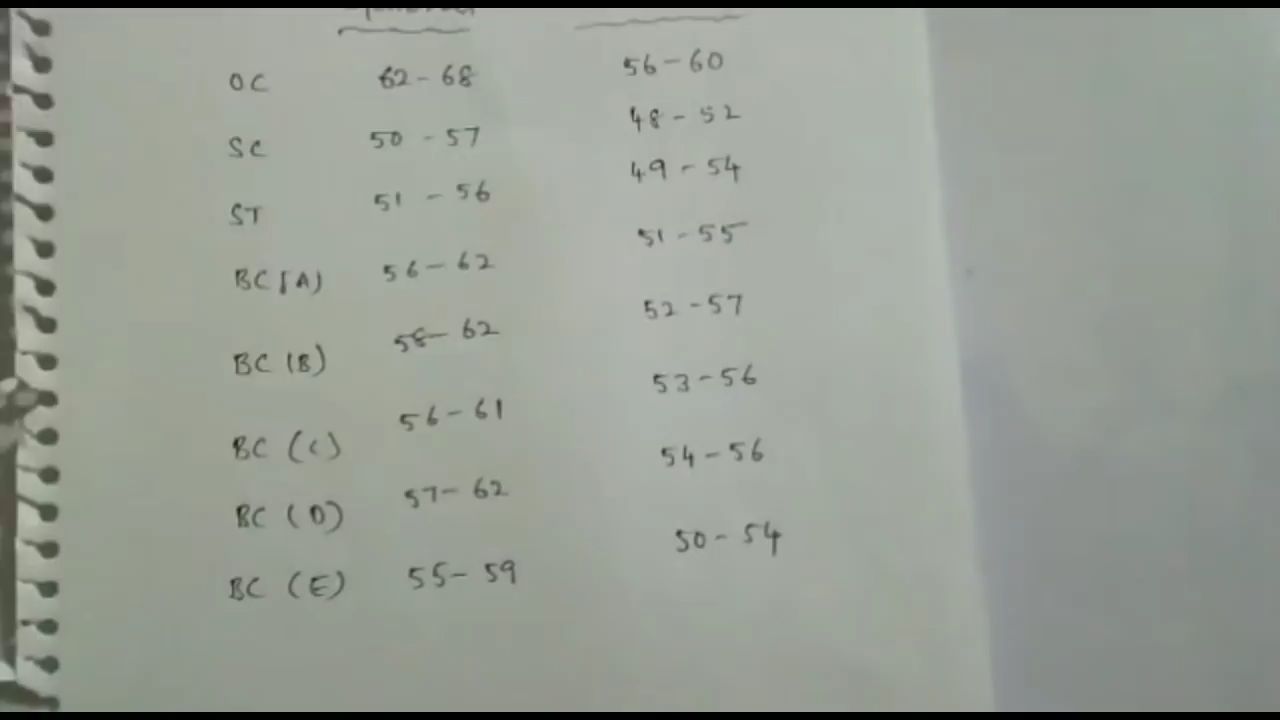 OC 62-68 56-60
SC 50-57 48-52
ST 51-56 49-54
BC (A) 56-62 51-55
BC (B) 58-62 52-57
BC (C) 56-61 53-56
BC (D) 57-62 54-56
BC (E) 55-59 50-54